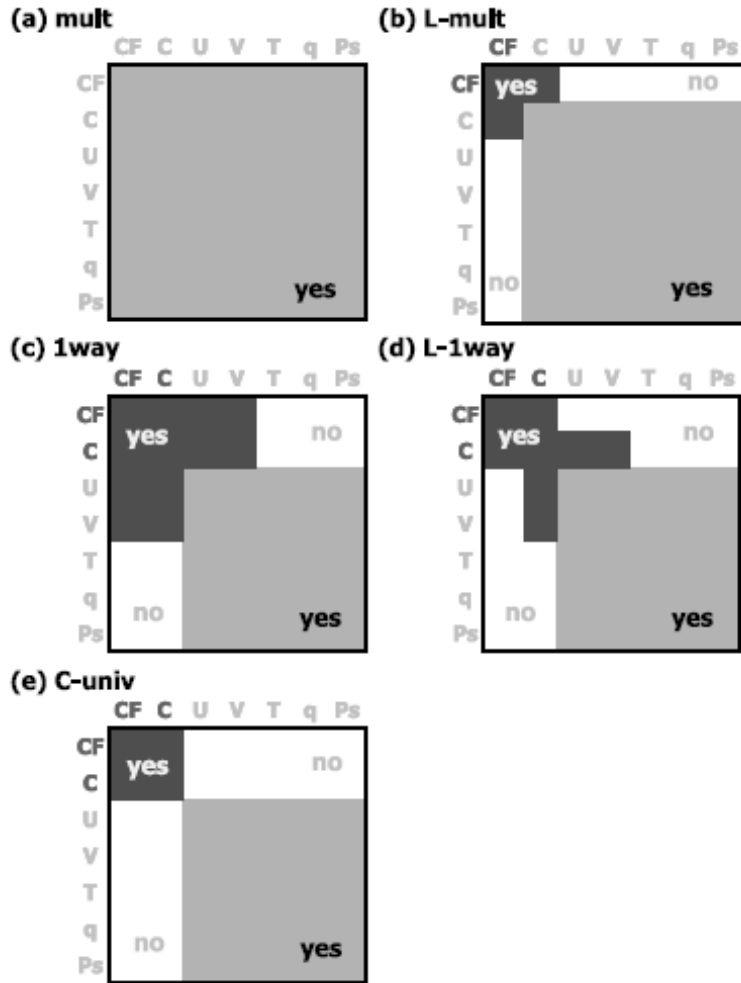 (a) mult
CF C U V T q Ps
CF
C
U
V
T
q
Ps
yes
(b) L-mult
CF C U V T q Ps
CF
C
U
V
T
q
Ps
yes
no
no
yes
(c) 1way
CF C U V T q Ps
CF
C
U
V
T
q
Ps
yes
no
no
yes
(d) L-1way
CF C U V T q Ps
CF
C
U
V
T
q
Ps
yes
no
no
yes
(e) C-univ
CF C U V T q Ps
CF
C
U
V
T
q
Ps
yes
no
no
yes